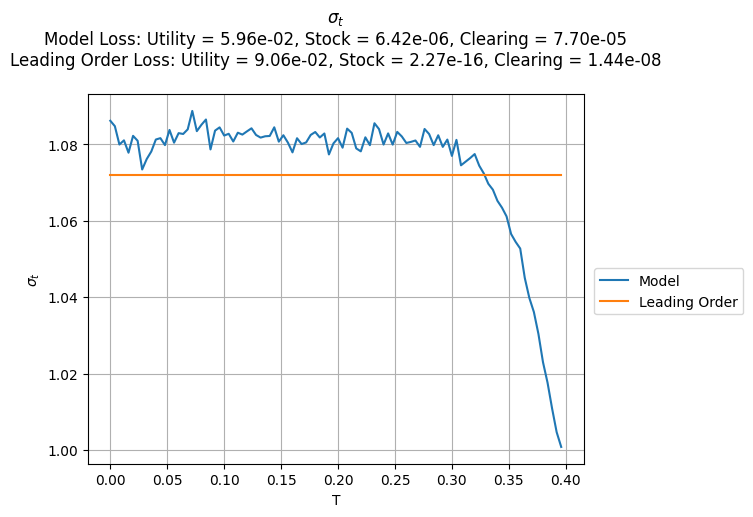 σt
Model Loss: Utility = 5.96e-02, Stock = 6.42e-06, Clearing = 7.70e-05
Leading Order Loss: Utility = 9.06e-02, Stock = 2.27e-16, Clearing = 1.44e-08
1.08
1.06
1.04
1.02
1.00
σt
0.00 0.05 0.10 0.15 0.20 0.25 0.30 0.35 0.40
T
Model
Leading Order